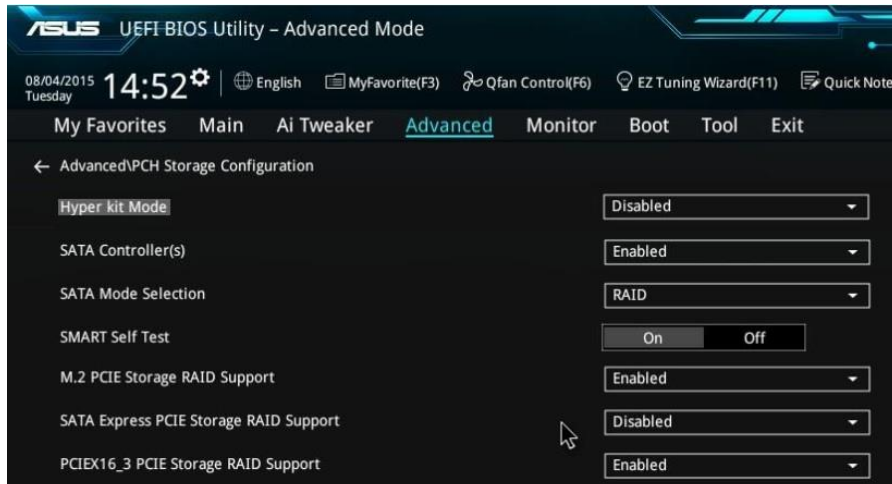 ASUS UEFI BIOS Utility – Advanced Mode
08/04/2015 Tuesday 14:52 English MyFavorite(F3) Qfan Control(F6) EZ Tuning Wizard(F11) Quick Note
My Favorites Main Ai Tweaker Advanced Monitor Boot Tool Exit
Advanced\PCH Storage Configuration
Hyper kit Mode Disabled
SATA Controller(s) Enabled
SATA Mode Selection RAID
SMART Self Test On Off
M.2 PCIE Storage RAID Support Enabled
SATA Express PCIE Storage RAID Support Disabled
PCIEX16_3 PCIE Storage RAID Support Enabled